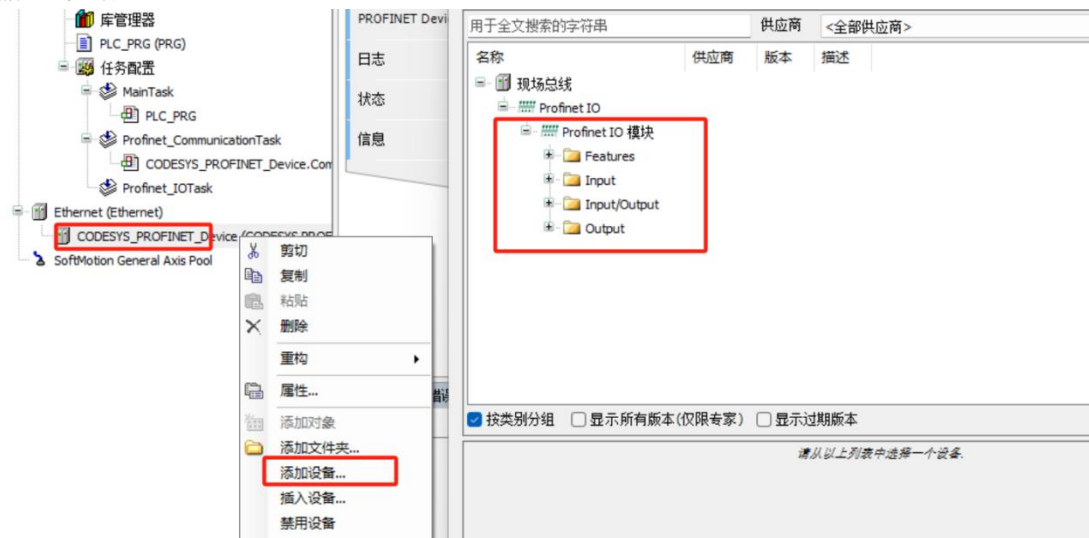 库管理器
PLC_PRG (PRG)
任务配置
MainTask
PLC_PRG
Profinet_CommunicationTask
CODESYS_PROFINET_Device.Com
Profinet_IOTask
Ethernet (Ethernet)
CODESYS_PROFINET_Device (CODESYS PROF
SoftMotion General Axis Pool
剪切
复制
粘贴
删除
重构
属性...
添加对象
添加文件夹...
添加设备...
插入设备...
禁用设备
PROFINET Devi
日志
状态
信息
用于全文搜索的字符串 供应商 <全部供应商>
名称 供应商 版本 描述
现场总线
Profinet IO
Profinet IO 模块
Features
Input
Input/Output
Output
按类别分组 显示所有版本(仅限专家) 显示过期版本
请从以上列表中选择一个设备.